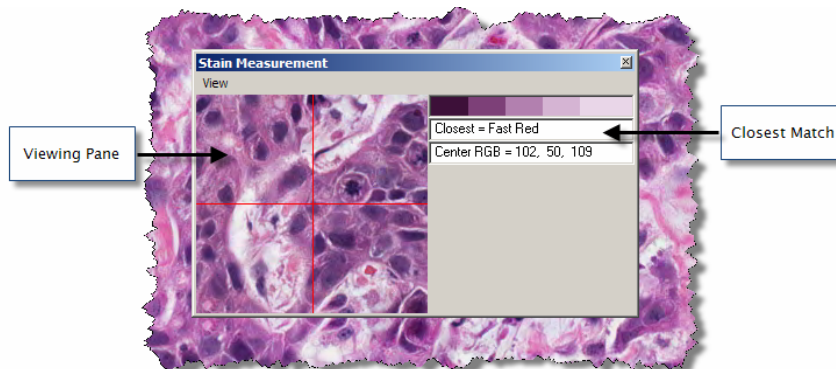 Stain Measurement
View
Viewing Pane
Closest = Fast Red
Center RGB = 102, 50, 109
Closest Match